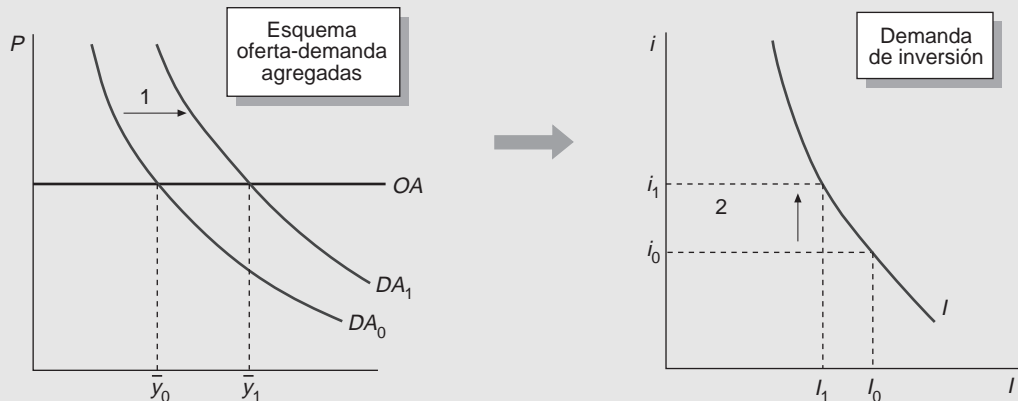 P
Esquema
oferta-demanda
agregadas
1
OA
DA₁
DA₀
ȳ₀
ȳ₁
i
Demanda
de inversión
i₁
2
i₀
I
I₁
I₀
I